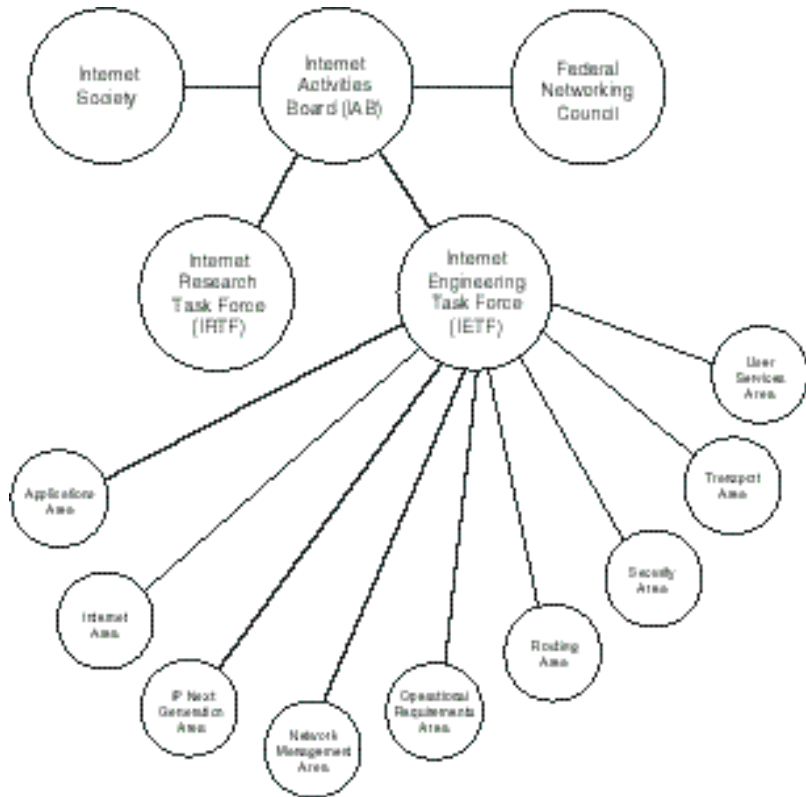 Internet
Society
Internet
Activities
Board (IAB)
Federal
Networking
Council
Internet
Research
Task Force
(IRTF)
Internet
Engineering
Task Force
(IETF)
User
Services
Area
Transport
Area
Security
Area
Routing
Area
Operational
Requirements
Area
Network
Management
Area
IP Next
Generation
Area
Internet
Area
Applications
Area